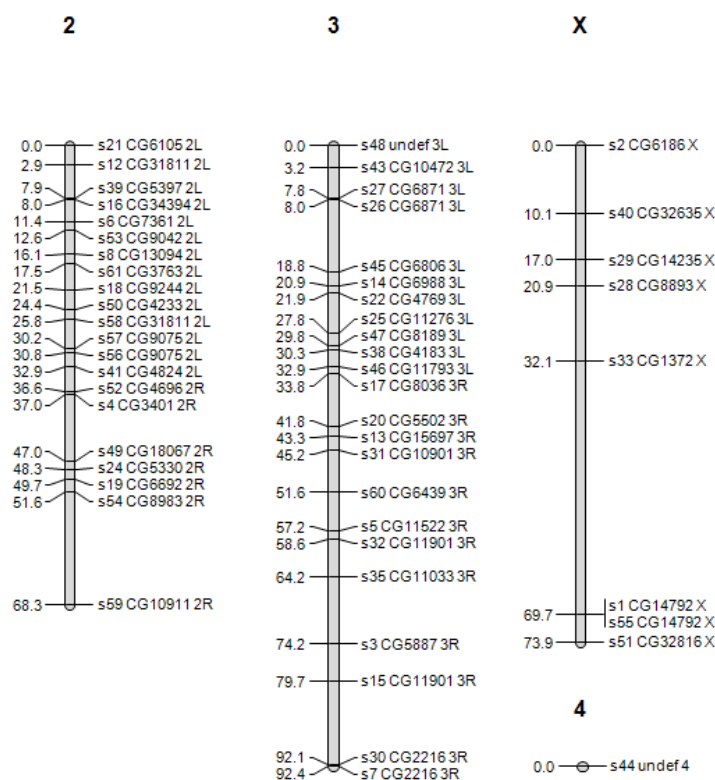 2
0.0 s21 CG6105 2L
2.9 s12 CG31811 2L
7.9 s39 CG5397 2L
8.0 s16 CG34394 2L
11.4 s6 CG7361 2L
12.6 s53 CG9042 2L
16.1 s8 CG13094 2L
17.5 s61 CG3763 2L
21.5 s18 CG9244 2L
24.4 s50 CG4233 2L
25.8 s58 CG31811 2L
30.2 s57 CG9075 2L
30.8 s56 CG9075 2L
32.9 s41 CG4824 2L
36.6 s52 CG4696 2R
37.0 s4 CG3401 2R
47.0 s49 CG18067 2R
48.3 s24 CG5330 2R
49.7 s19 CG6692 2R
51.6 s54 CG8983 2R
68.3 s59 CG10911 2R
3
0.0 s48 undef 3L
3.2 s43 CG10472 3L
7.8 s27 CG6871 3L
8.0 s26 CG6871 3L
18.8 s45 CG6806 3L
20.9 s14 CG6988 3L
21.9 s22 CG4769 3L
27.8 s25 CG11276 3L
29.8 s47 CG8189 3L
30.3 s38 CG4183 3L
32.9 s46 CG11793 3L
33.8 s17 CG8036 3R
41.8 s20 CG5502 3R
43.3 s13 CG15697 3R
45.2 s31 CG10901 3R
51.6 s60 CG6439 3R
57.2 s5 CG11522 3R
58.6 s32 CG11901 3R
64.2 s35 CG11033 3R
74.2 s3 CG5887 3R
79.7 s15 CG11901 3R
92.1 s30 CG2216 3R
92.4 s7 CG2216 3R
X
0.0 s2 CG6186 X
10.1 s40 CG32635 X
17.0 s29 CG14235 X
20.9 s28 CG8893 X
32.1 s33 CG1372 X
69.7 s1 CG14792 X
s55 CG14792 X
73.9 s51 CG32816 X
4
0.0 s44 undef 4